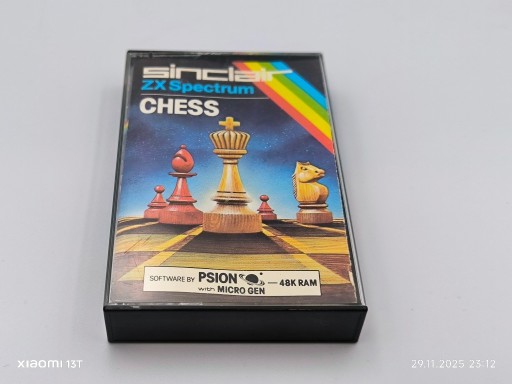 sinclair
ZX Spectrum
CHESS
SOFTWARE BY PSION
with MICRO GEN
— 48K RAM
XIAOMI 13T
29.11.2025 23:12